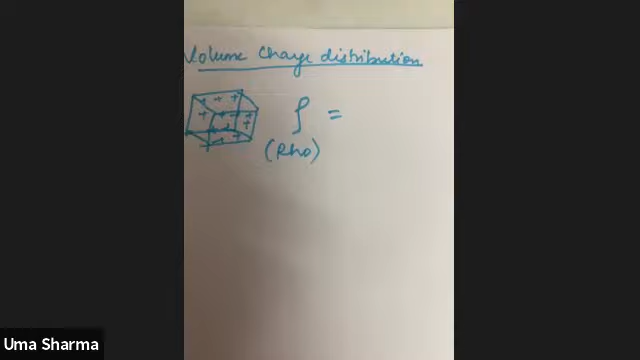 Volume Charge distribution
ρ =
(Rho)
Uma Sharma